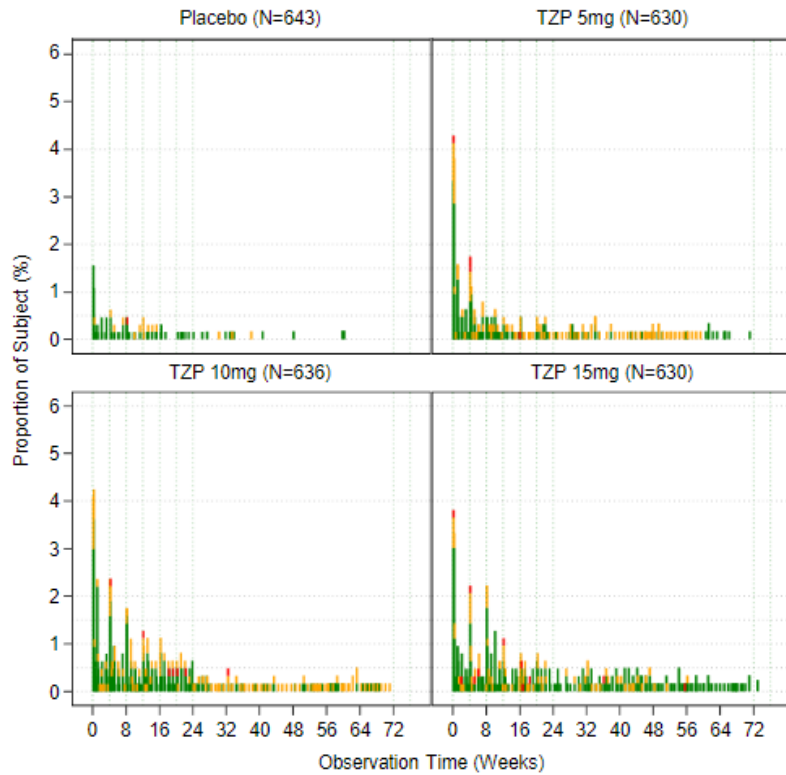 Placebo (N=643)
TZP 5mg (N=630)
6
5
4
3
2
1
0
TZP 10mg (N=636)
TZP 15mg (N=630)
6
5
4
3
2
1
0
Proportion of Subject (%)
0 8 16 24 32 40 48 56 64 72
0 8 16 24 32 40 48 56 64 72
Observation Time (Weeks)